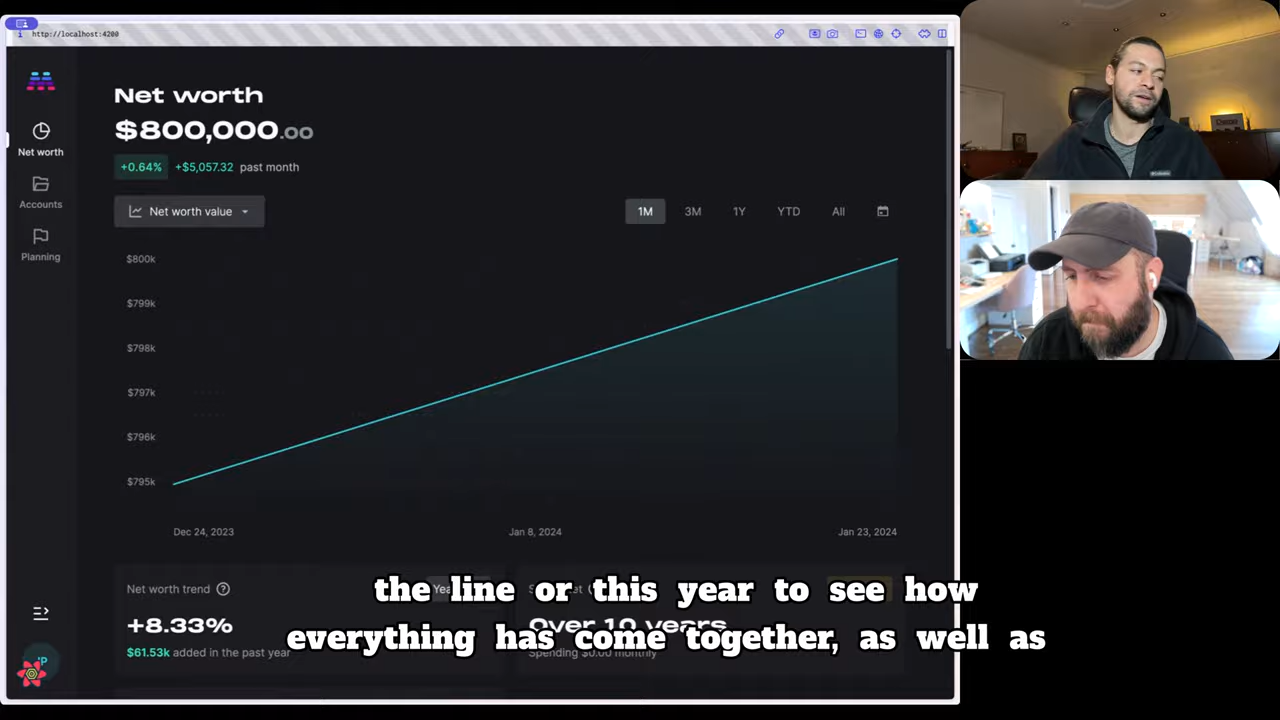 http://localhost:4200
Net worth
$800,000.00
+0.64% +$5,057.32 past month
Net worth value
1M 3M 1Y YTD All
Net worth
Accounts
Planning
$800k
$799k
$798k
$797k
$796k
$795k
Dec 24, 2023 Jan 8, 2024 Jan 23, 2024
Net worth trend
+8.33%
$61.53k added in the past year
Over 10 years
Spending $0.00 monthly
the line or this year to see how
everything has come together, as well as